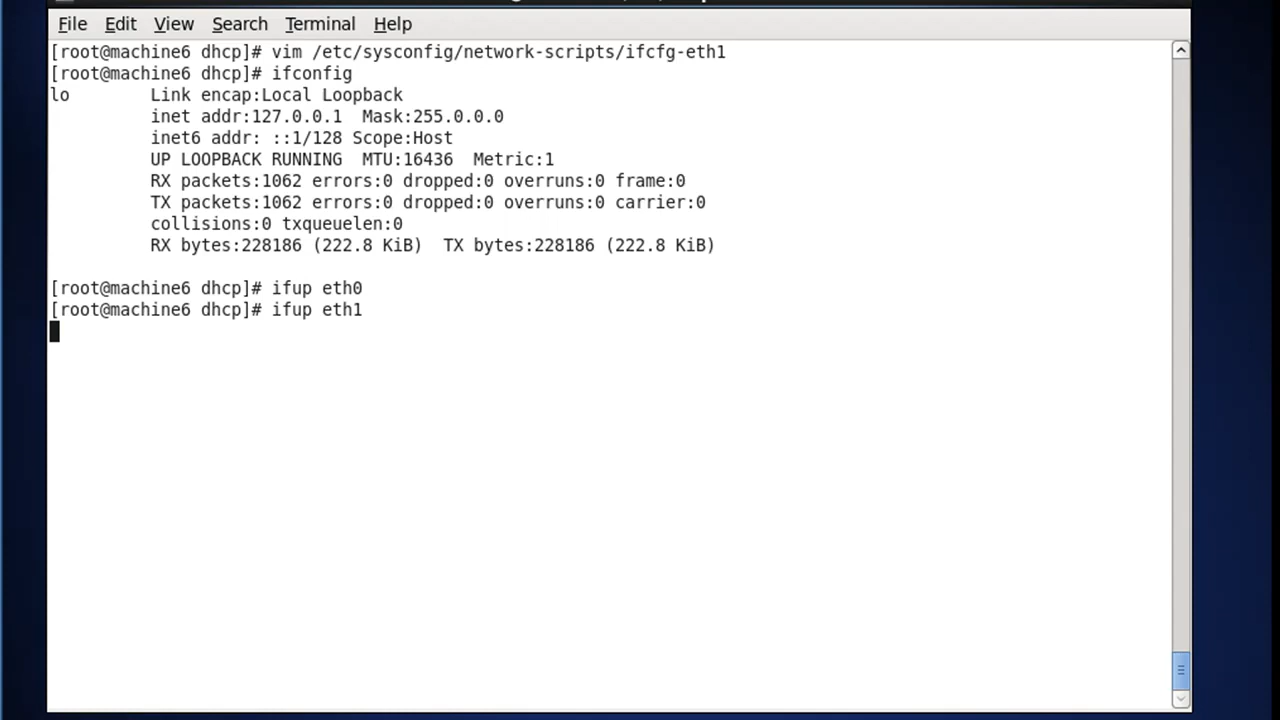 File Edit View Search Terminal Help
[root@machine6 dhcp]# vim /etc/sysconfig/network-scripts/ifcfg-eth1
[root@machine6 dhcp]# ifconfig
lo        Link encap:Local Loopback
          inet addr:127.0.0.1  Mask:255.0.0.0
          inet6 addr: ::1/128 Scope:Host
          UP LOOPBACK RUNNING  MTU:16436  Metric:1
          RX packets:1062 errors:0 dropped:0 overruns:0 frame:0
          TX packets:1062 errors:0 dropped:0 overruns:0 carrier:0
          collisions:0 txqueuelen:0
          RX bytes:228186 (222.8 KiB)  TX bytes:228186 (222.8 KiB)
[root@machine6 dhcp]# ifup eth0
[root@machine6 dhcp]# ifup eth1